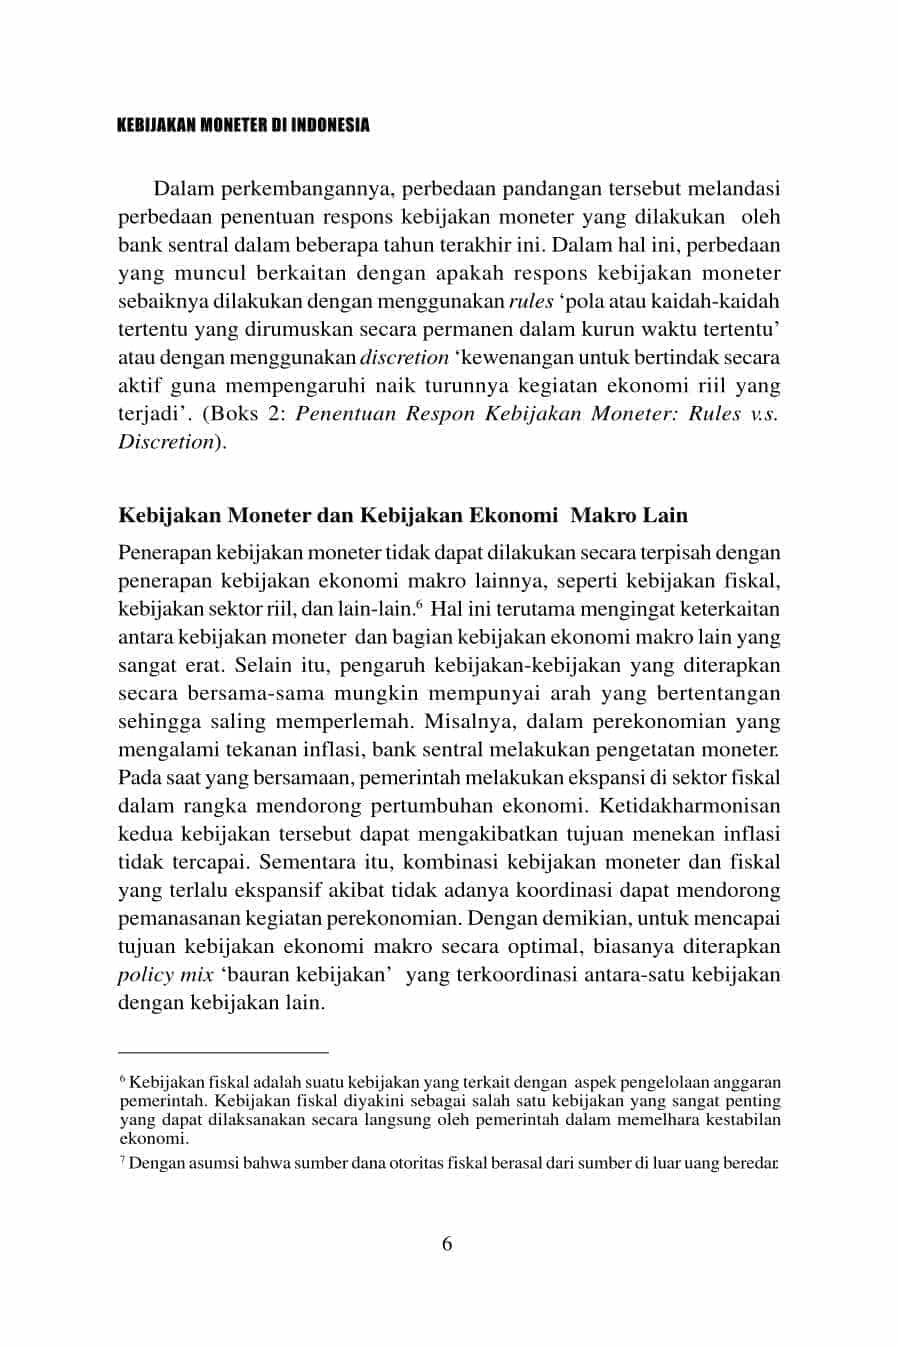 KEBIJAKAN MONETER DI INDONESIA
Dalam perkembangannya, perbedaan pandangan tersebut melandasi
perbedaan penentuan respons kebijakan moneter yang dilakukan oleh
bank sentral dalam beberapa tahun terakhir ini. Dalam hal ini, perbedaan
yang muncul berkaitan dengan apakah respons kebijakan moneter
sebaiknya dilakukan dengan menggunakan rules ‘pola atau kaidah-kaidah
tertentu yang dirumuskan secara permanen dalam kurun waktu tertentu’
atau dengan menggunakan discretion ‘kewenangan untuk bertindak secara
aktif guna mempengaruhi naik turunnya kegiatan ekonomi riil yang
terjadi’. (Boks 2: Penentuan Respon Kebijakan Moneter: Rules v.s.
Discretion).
Kebijakan Moneter dan Kebijakan Ekonomi Makro Lain
Penerapan kebijakan moneter tidak dapat dilakukan secara terpisah dengan
penerapan kebijakan ekonomi makro lainnya, seperti kebijakan fiskal,
kebijakan sektor riil, dan lain-lain.⁶ Hal ini terutama mengingat keterkaitan
antara kebijakan moneter dan bagian kebijakan ekonomi makro lain yang
sangat erat. Selain itu, pengaruh kebijakan-kebijakan yang diterapkan
secara bersama-sama mungkin mempunyai arah yang bertentangan
sehingga saling memperlemah. Misalnya, dalam perekonomian yang
mengalami tekanan inflasi, bank sentral melakukan pengetatan moneter.
Pada saat yang bersamaan, pemerintah melakukan ekspansi di sektor fiskal
dalam rangka mendorong pertumbuhan ekonomi. Ketidakharmonisan
kedua kebijakan tersebut dapat mengakibatkan tujuan menekan inflasi
tidak tercapai. Sementara itu, kombinasi kebijakan moneter dan fiskal
yang terlalu ekspansif akibat tidak adanya koordinasi dapat mendorong
pemanasanan kegiatan perekonomian. Dengan demikian, untuk mencapai
tujuan kebijakan ekonomi makro secara optimal, biasanya diterapkan
policy mix ‘bauran kebijakan’ yang terkoordinasi antara-satu kebijakan
dengan kebijakan lain.
⁶ Kebijakan fiskal adalah suatu kebijakan yang terkait dengan aspek pengelolaan anggaran
pemerintah. Kebijakan fiskal diyakini sebagai salah satu kebijakan yang sangat penting
yang dapat dilaksanakan secara langsung oleh pemerintah dalam memelhara kestabilan
ekonomi.
⁷ Dengan asumsi bahwa sumber dana otoritas fiskal berasal dari sumber di luar uang beredar.
6